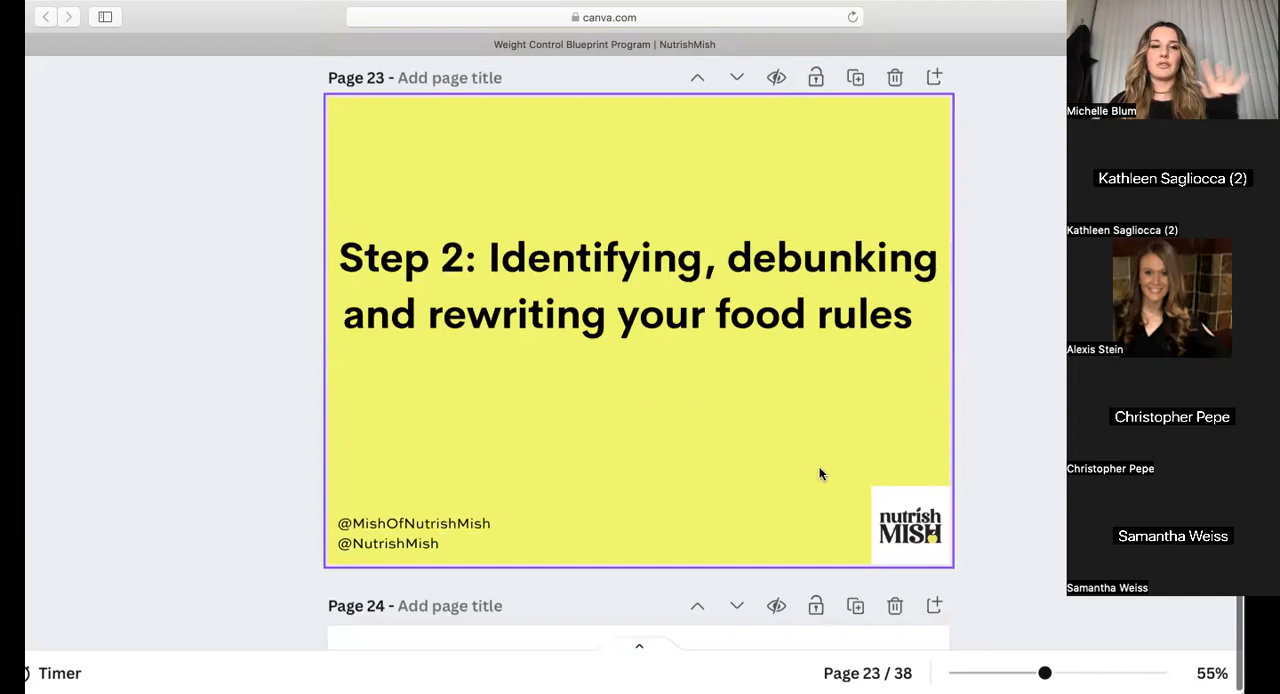 canva.com
Weight Control Blueprint Program | NutrishMish
Page 23 - Add page title
Step 2: Identifying, debunking
and rewriting your food rules
@MishOfNutrishMish
@NutrishMish
nutrish
MISH
Page 24 - Add page title
Timer
Page 23 / 38
55%
Michelle Blum
Kathleen Sagliocca (2)
Kathleen Sagliocca (2)
Alexis Stein
Christopher Pepe
Christopher Pepe
Samantha Weiss
Samantha Weiss